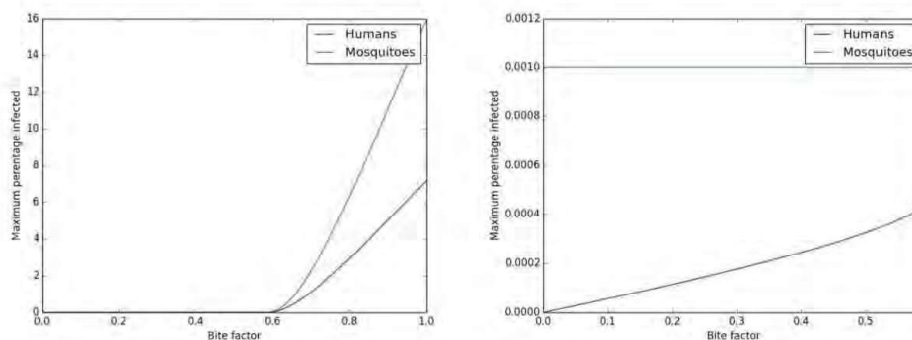 Humans
Mosquitoes
Maximum perentage infected
16
14
12
10
8
6
4
2
0
0.0 0.2 0.4 0.6 0.8 1.0
Bite factor
Humans
Mosquitoes
Maximum perentage infected
0.0012
0.0010
0.0008
0.0006
0.0004
0.0002
0.0000
0.0 0.1 0.2 0.3 0.4 0.5
Bite factor